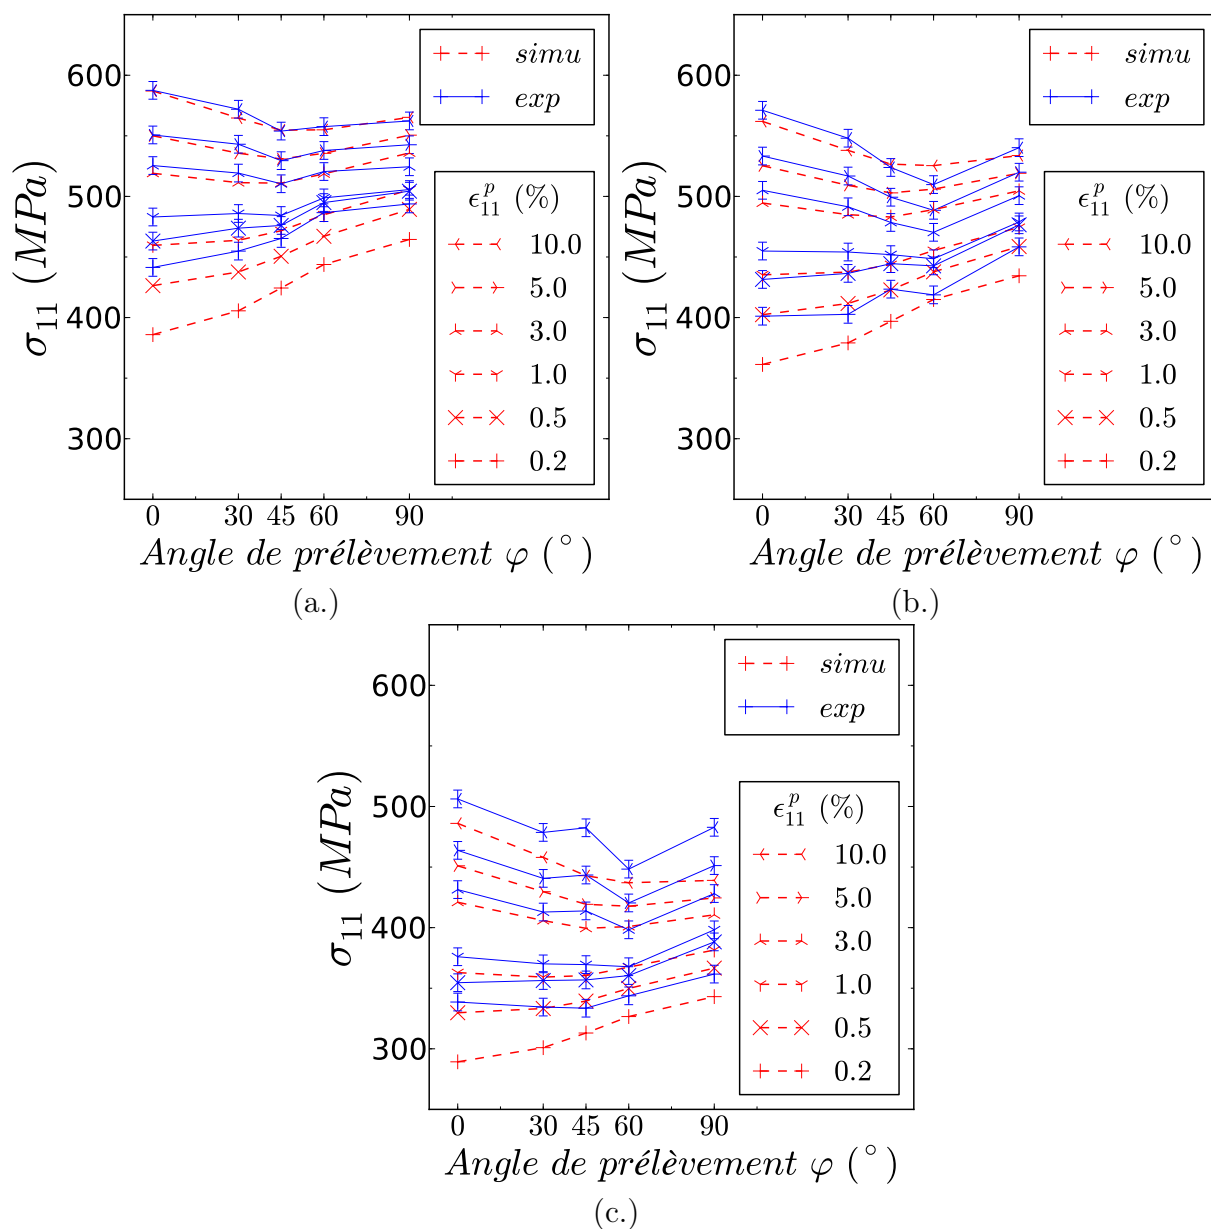 600
500
400
300
σ11 (MPa)
simu
exp
ϵ11^p (%)
10.0
5.0
3.0
1.0
0.5
0.2
0 30 45 60 90
Angle de prélèvement φ (°)
(a.)
600
500
400
300
σ11 (MPa)
simu
exp
ϵ11^p (%)
10.0
5.0
3.0
1.0
0.5
0.2
0 30 45 60 90
Angle de prélèvement φ (°)
(b.)
600
500
400
300
σ11 (MPa)
simu
exp
ϵ11^p (%)
10.0
5.0
3.0
1.0
0.5
0.2
0 30 45 60 90
Angle de prélèvement φ (°)
(c.)